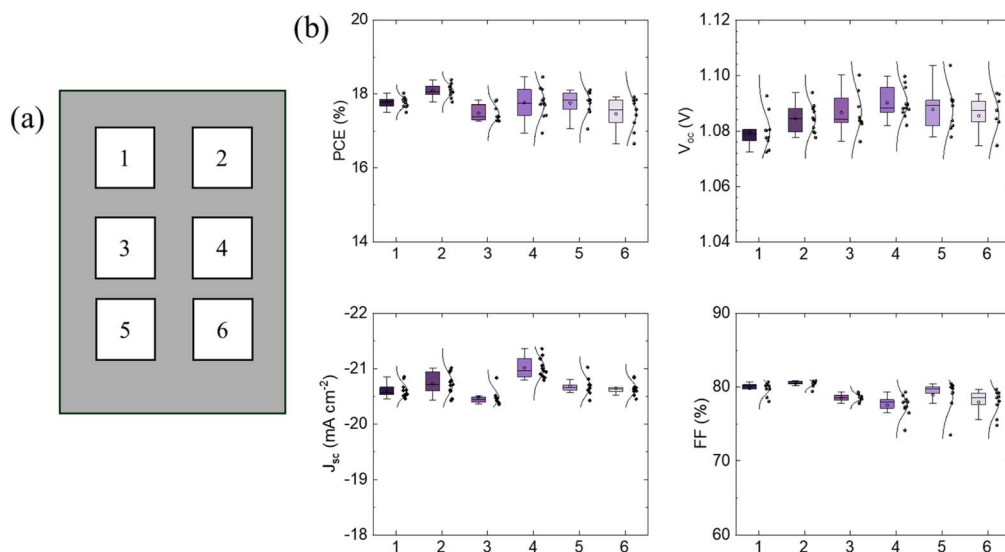 (a)
1 2
3 4
5 6
(b)
20
18
16
14
PCE (%)
1 2 3 4 5 6
1.12
1.10
1.08
1.06
1.04
Voc (V)
1 2 3 4 5 6
-22
-21
-20
-19
-18
Jsc (mA cm-2)
1 2 3 4 5 6
90
80
70
60
FF (%)
1 2 3 4 5 6